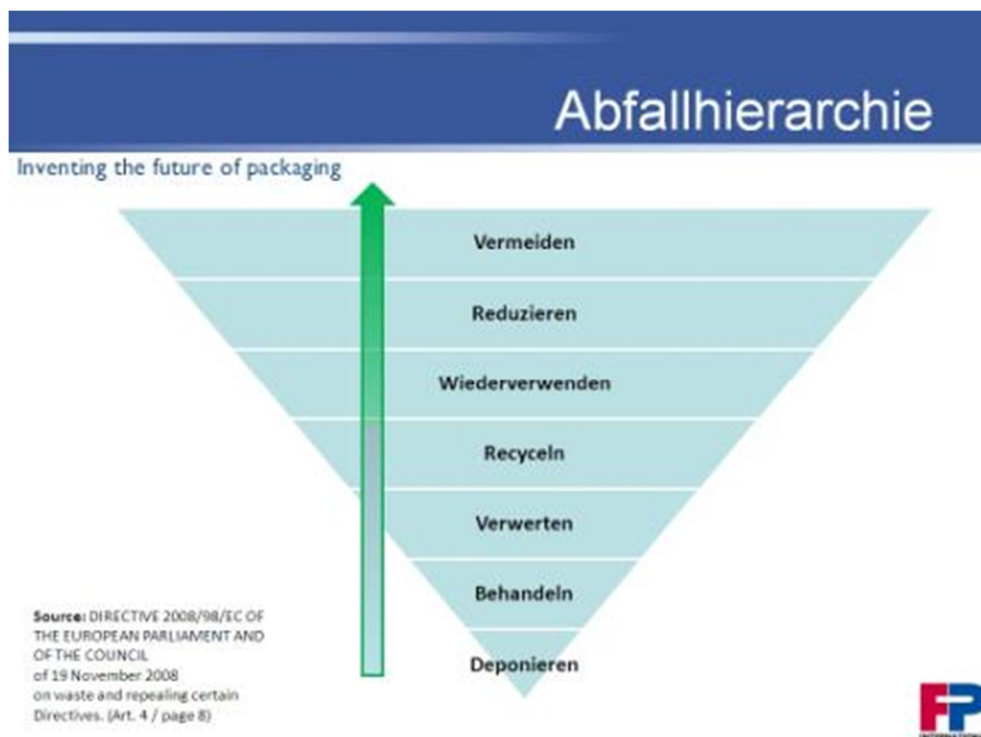 Abfallhierarchie
Inventing the future of packaging
Vermeiden
Reduzieren
Wiederverwenden
Recyceln
Verwerten
Behandeln
Deponieren
Source: DIRECTIVE 2008/98/EC OF
THE EUROPEAN PARLIAMENT AND
OF THE COUNCIL
of 19 November 2008
on waste and repealing certain
Directives. (Art. 4 / page 8)
FP